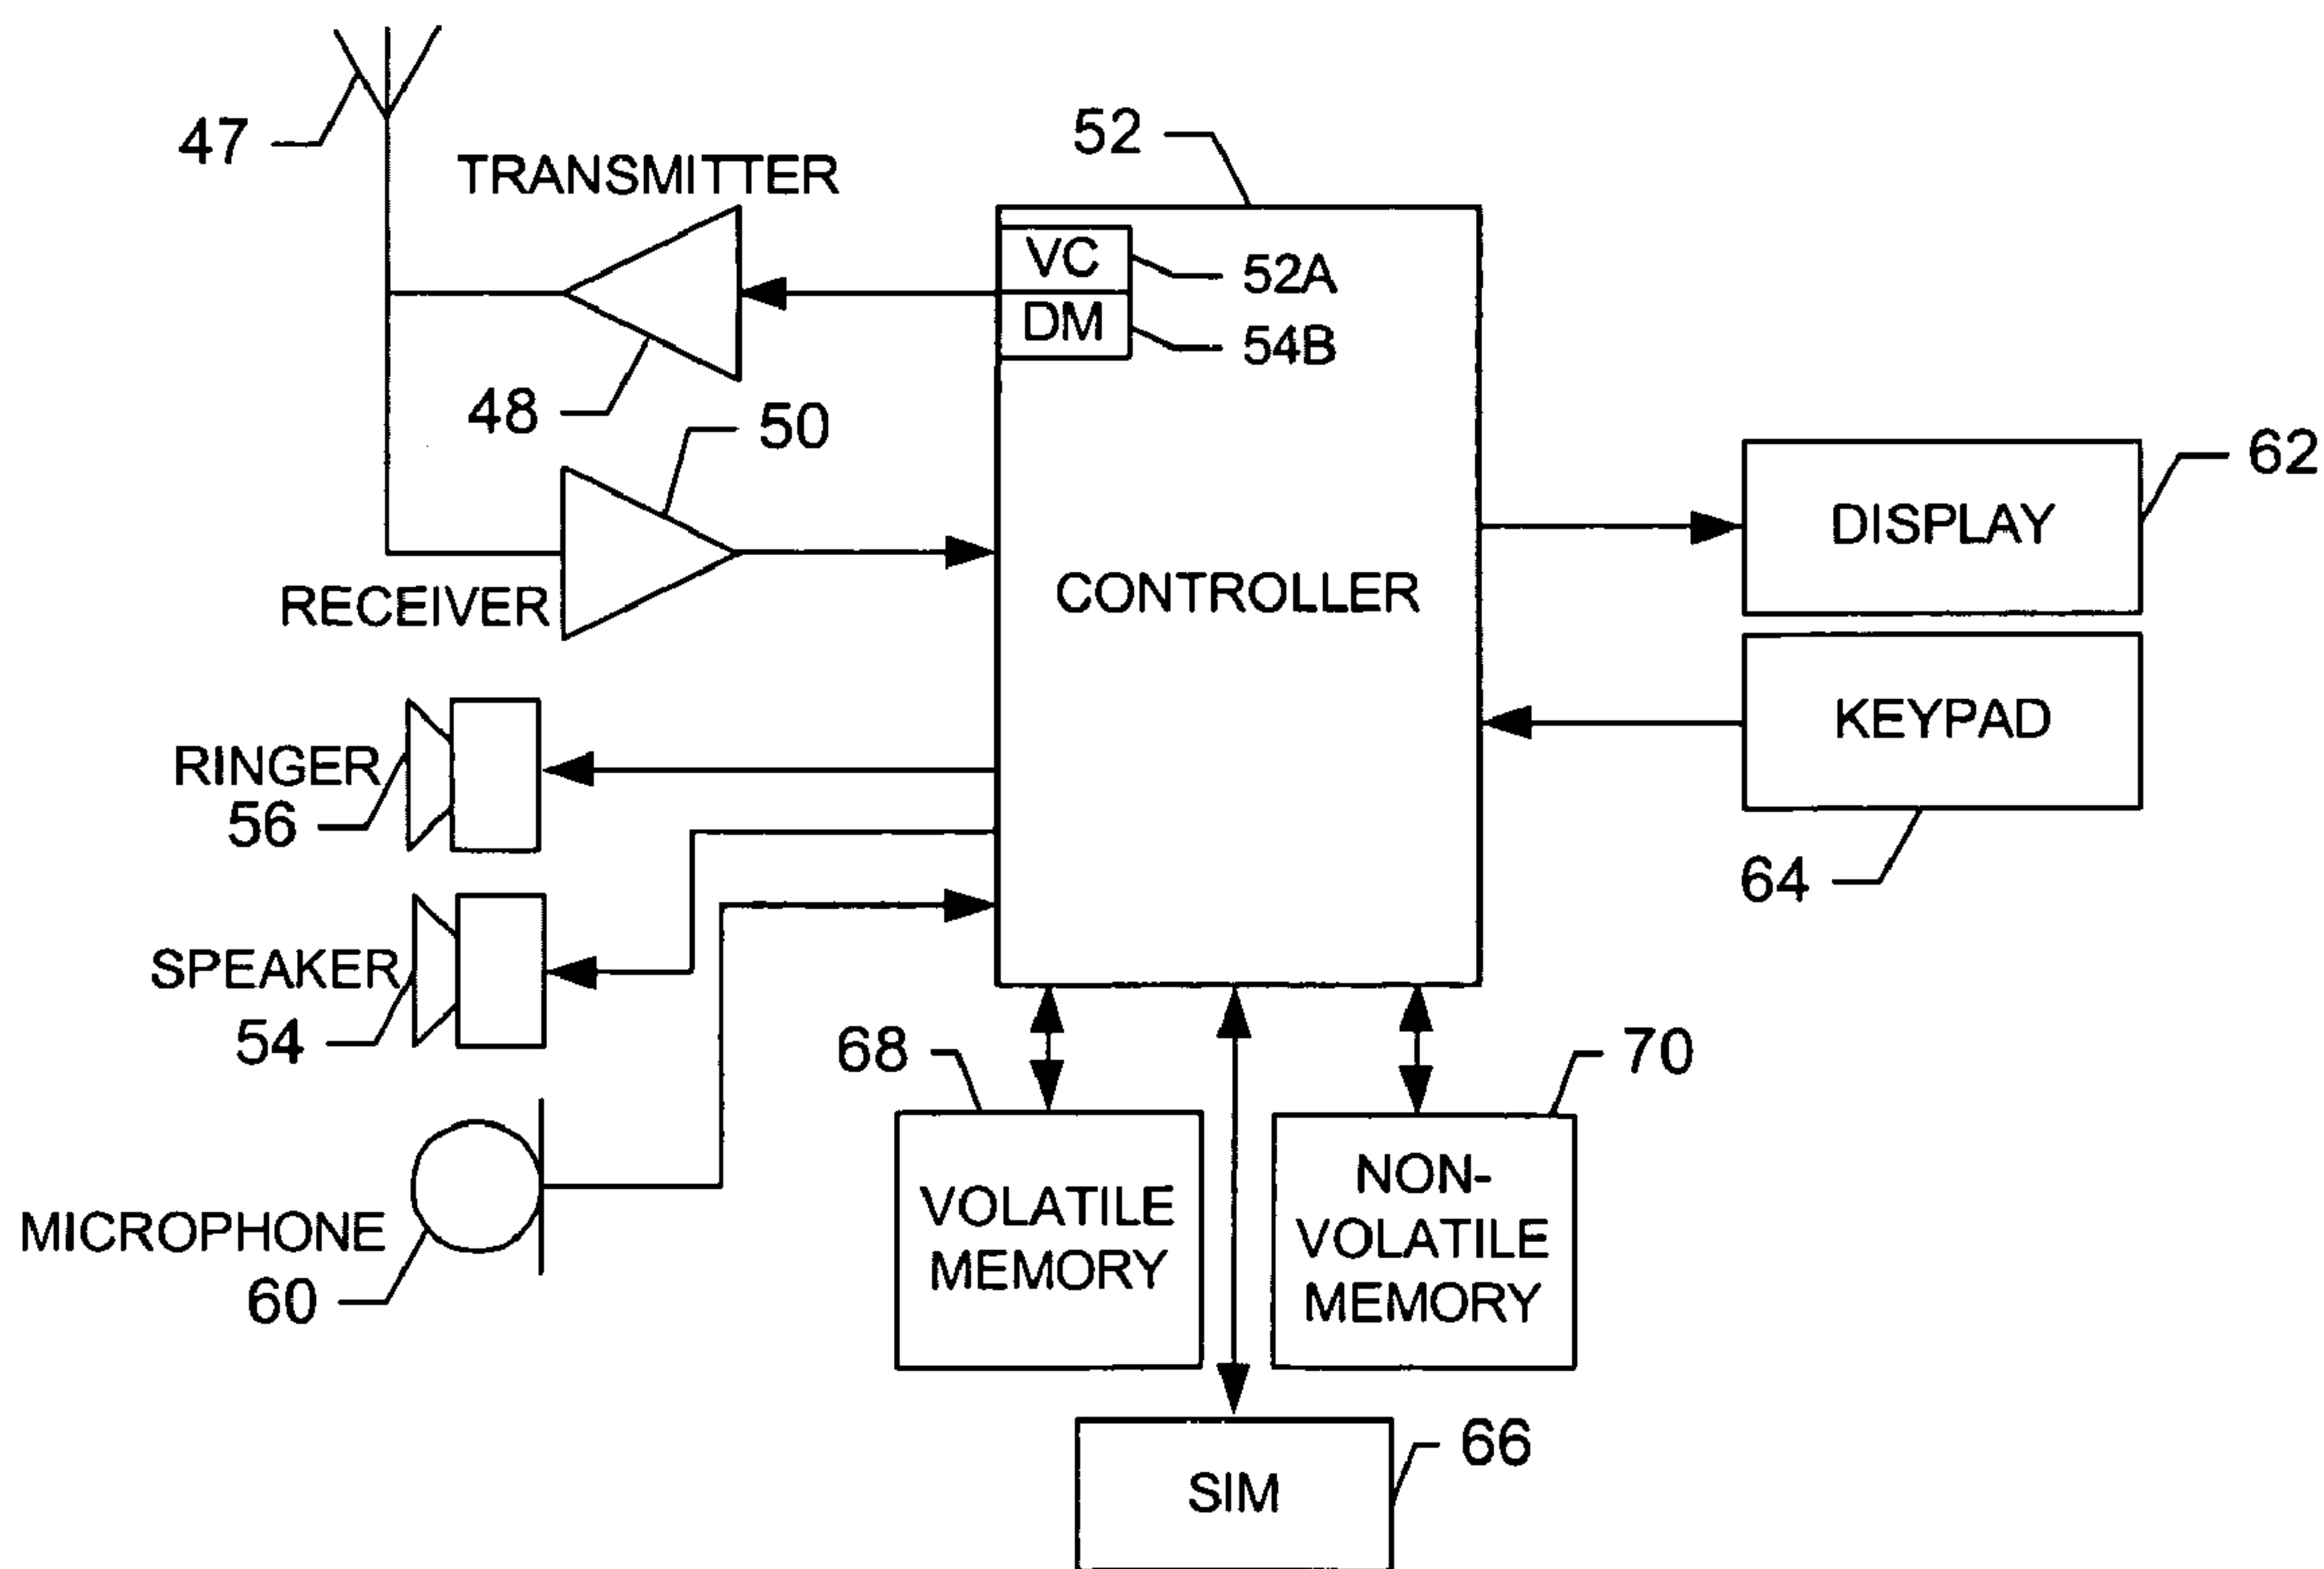 47
TRANSMITTER
52
VC
52A
DM
54B
48
50
RECEIVER
CONTROLLER
DISPLAY
62
KEYPAD
64
RINGER
56
SPEAKER
54
MICROPHONE
60
68
VOLATILE
MEMORY
70
NON-
VOLATILE
MEMORY
SIM
66